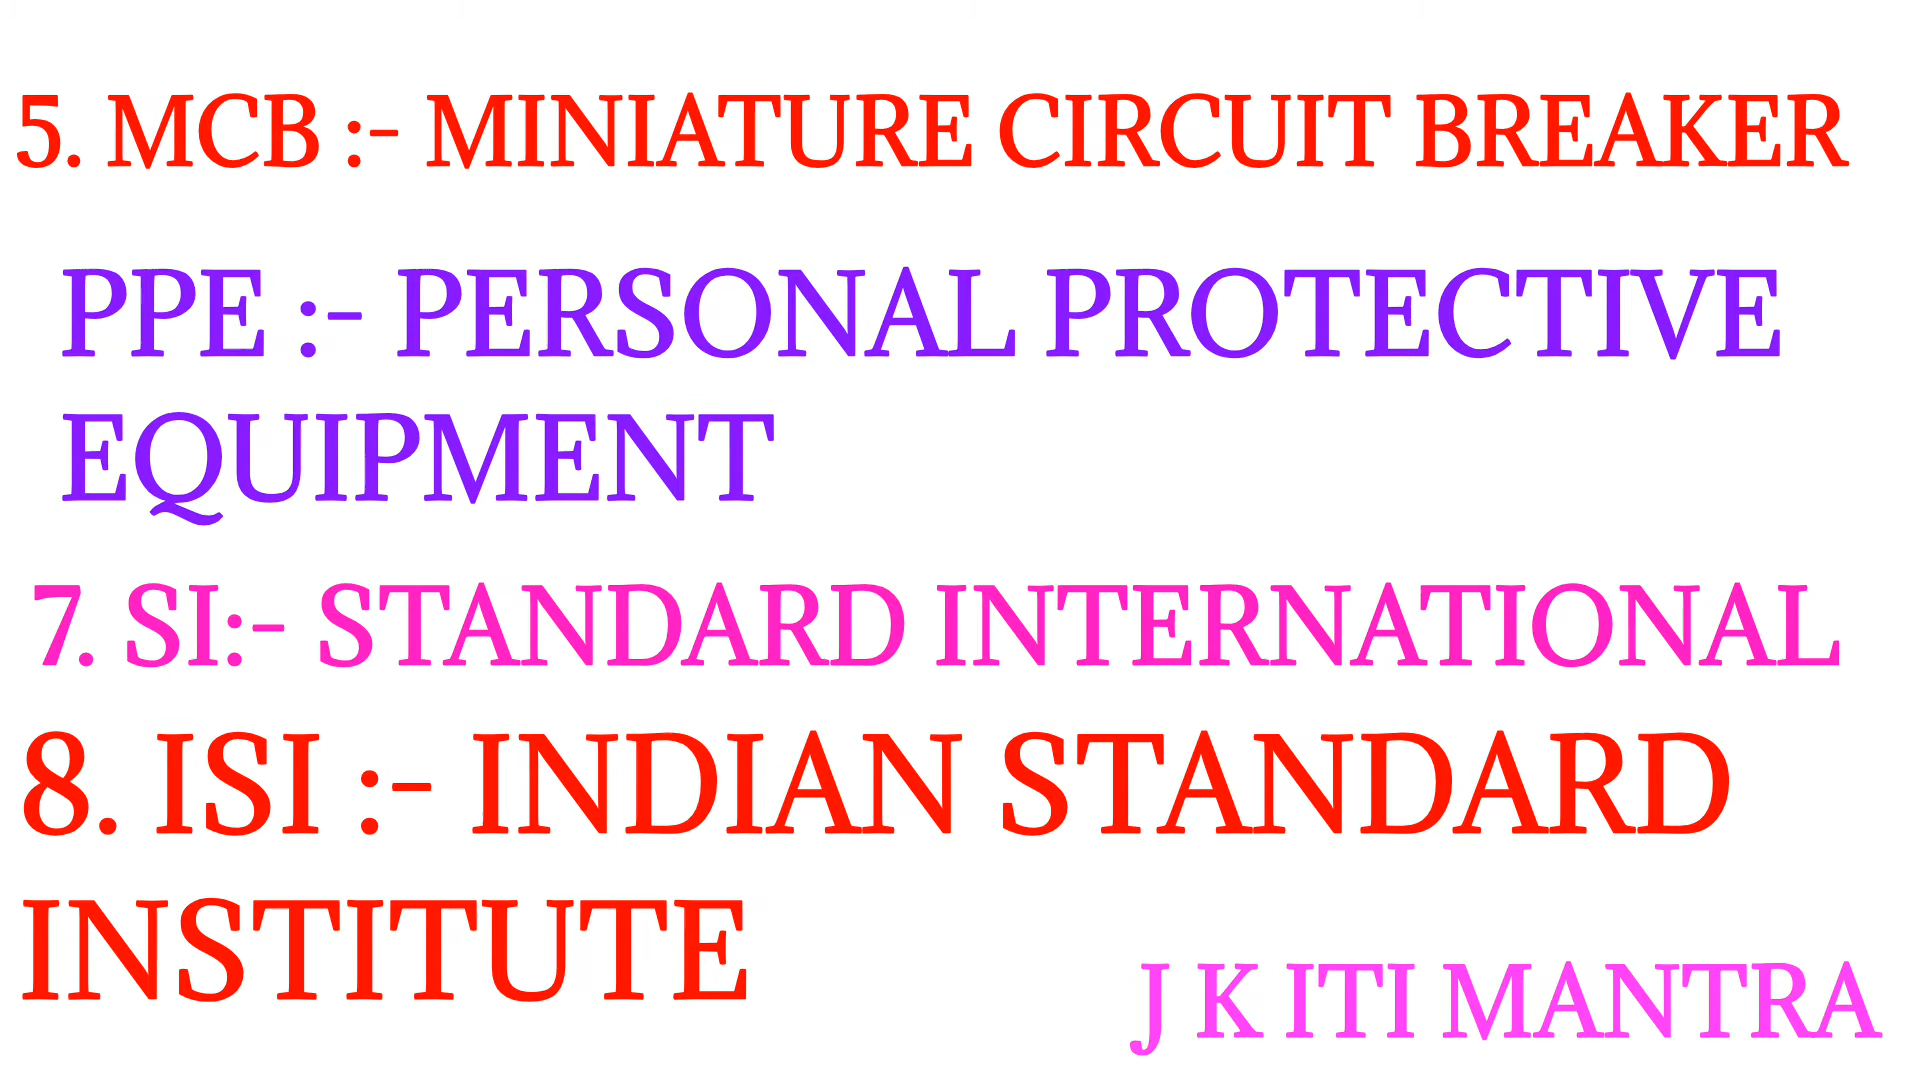 5. MCB :- MINIATURE CIRCUIT BREAKER
PPE :- PERSONAL PROTECTIVE
EQUIPMENT
7. SI:- STANDARD INTERNATIONAL
8. ISI :- INDIAN STANDARD
INSTITUTE
J K ITI MANTRA